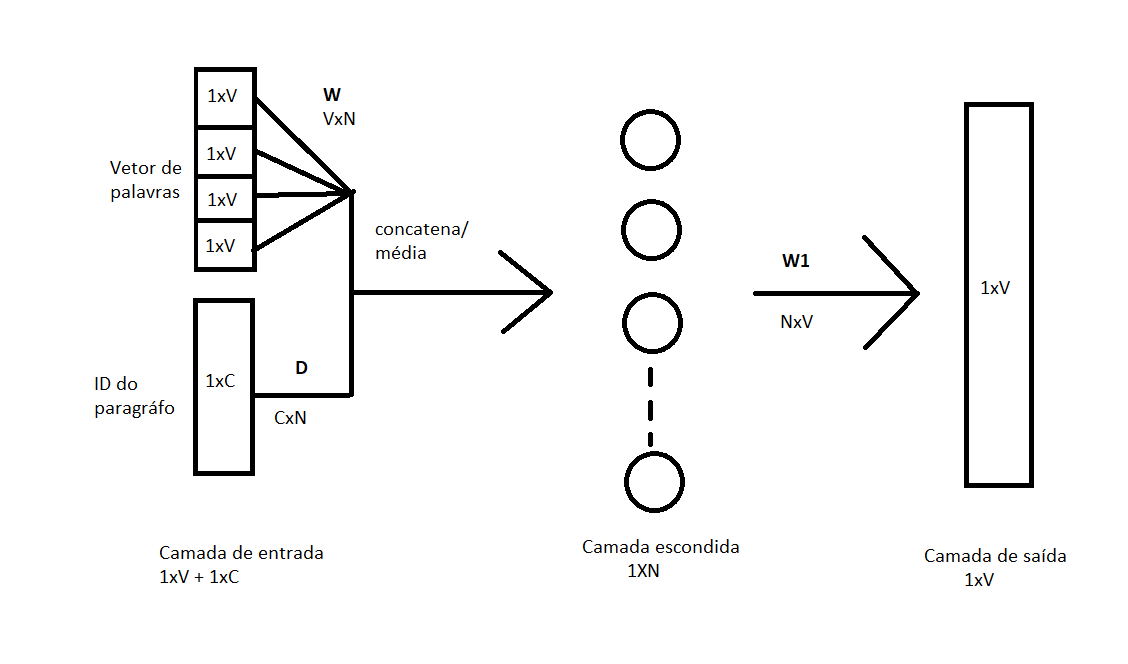 1xV
1xV
1xV
1xV
Vetor de
palavras
W
VxN
concatena/
média
ID do
paragráfo
1xC
D
CxN
W1
NxV
1xV
Camada de entrada
1xV + 1xC
Camada escondida
1XN
Camada de saída
1xV